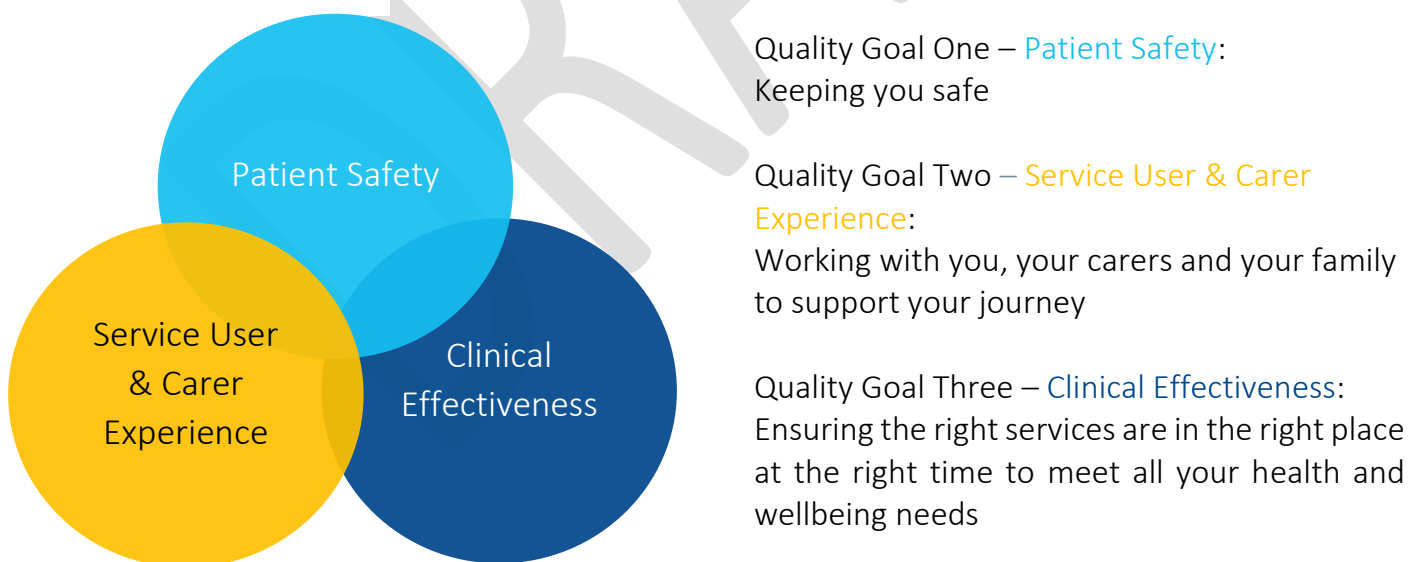 Patient Safety
Service User
& Carer
Experience
Clinical
Effectiveness
Quality Goal One – Patient Safety:
Keeping you safe
Quality Goal Two – Service User & Carer
Experience:
Working with you, your carers and your family
to support your journey
Quality Goal Three – Clinical Effectiveness:
Ensuring the right services are in the right place
at the right time to meet all your health and
wellbeing needs